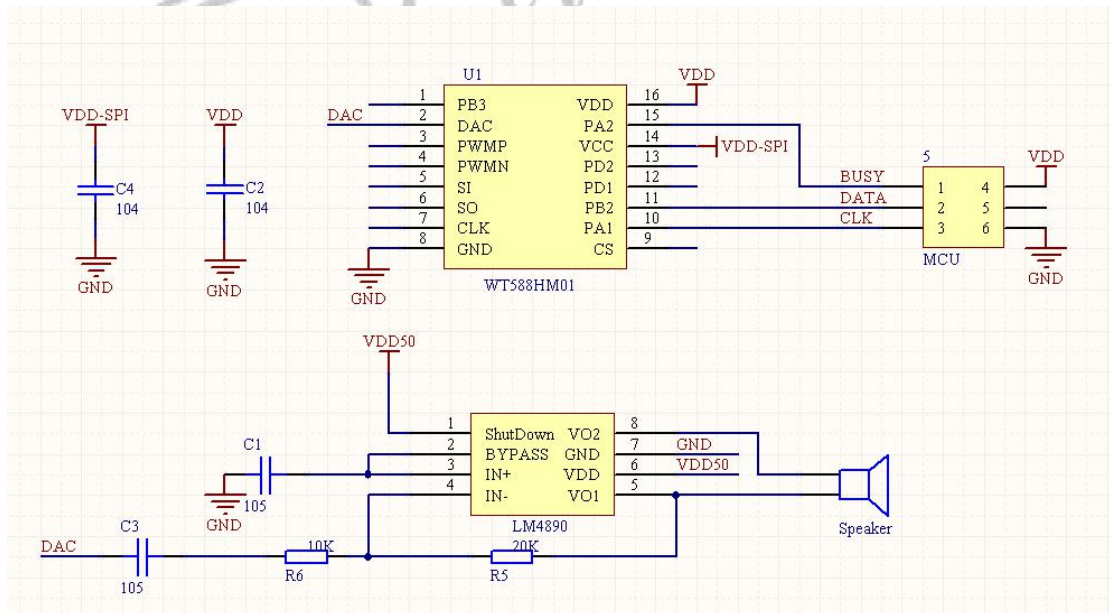 U1
VDD
VDD-SPI
VDD
DAC
1 PB3 VDD 16
2 DAC PA2 15
3 PWMP VCC 14
4 PWMN PD2 13
5 SI PD1 12
6 SO PB2 11
7 CLK PA1 10
8 GND CS 9
VDD-SPI
C4
104
C2
104
GND
GND
GND
WT588HM01
BUSY
DATA
CLK
5
VDD
1 4
2 5
3 6
MCU
GND
VDD50
1 ShutDown VO2 8
2 BYPASS GND 7 GND
3 IN+ VDD 6 VDD50
4 IN- VO1 5
LM4890
C1
105
GND
Speaker
DAC
C3
105
10K
R6
20K
R5